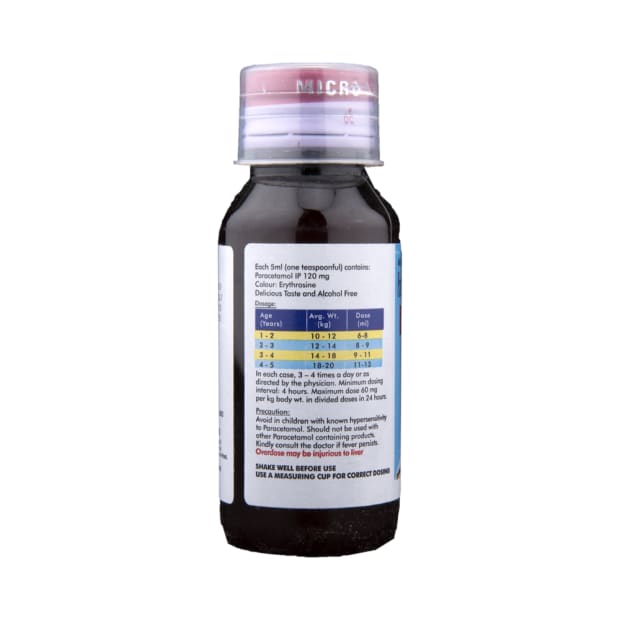 MICRO
Each 5ml (one teaspoonful) contains:
Paracetamol IP 120 mg
Colour: Erythrosine
Delicious Taste and Alcohol Free
Dosage:
Age (Years) Avg. Wt. (kg) Dose (ml)
1 - 2 10 - 12 6-8
2 - 3 12 - 14 8 - 9
3 - 4 14 - 18 9 - 11
4 - 5 18-20 11-13
In each case, 3 – 4 times a day or as
directed by the physician. Minimum dosing
interval: 4 hours. Maximum dose 60 mg
per kg body wt. in divided doses in 24 hours.
Precaution:
Avoid in children with known hypersensitivity
to Paracetamol. Should not be used with
other Paracetamol containing products.
Kindly consult the doctor if fever persists.
Overdose may be injurious to liver
SHAKE WELL BEFORE USE
USE A MEASURING CUP FOR CORRECT DOSING